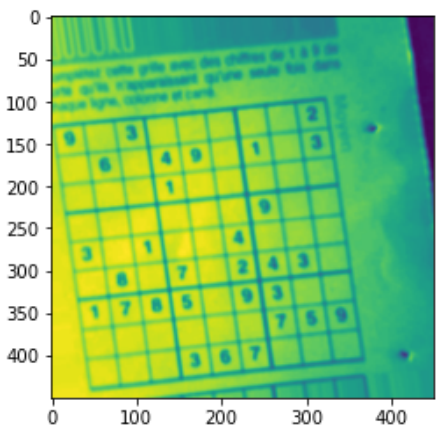 0
50
100
150
200
250
300
350
400
cette grille avec des chiffres de 1 à 9 de
qu'ils n'apparaissent qu'une seule fois dans
ligne, colonne et carré.
Moyen
9 3 2
6 4 9 1 3
1
9
3 1 4
8 7 2 4 3
1 7 8 5 9 3
7 5 9
3 6 7
0 100 200 300 400